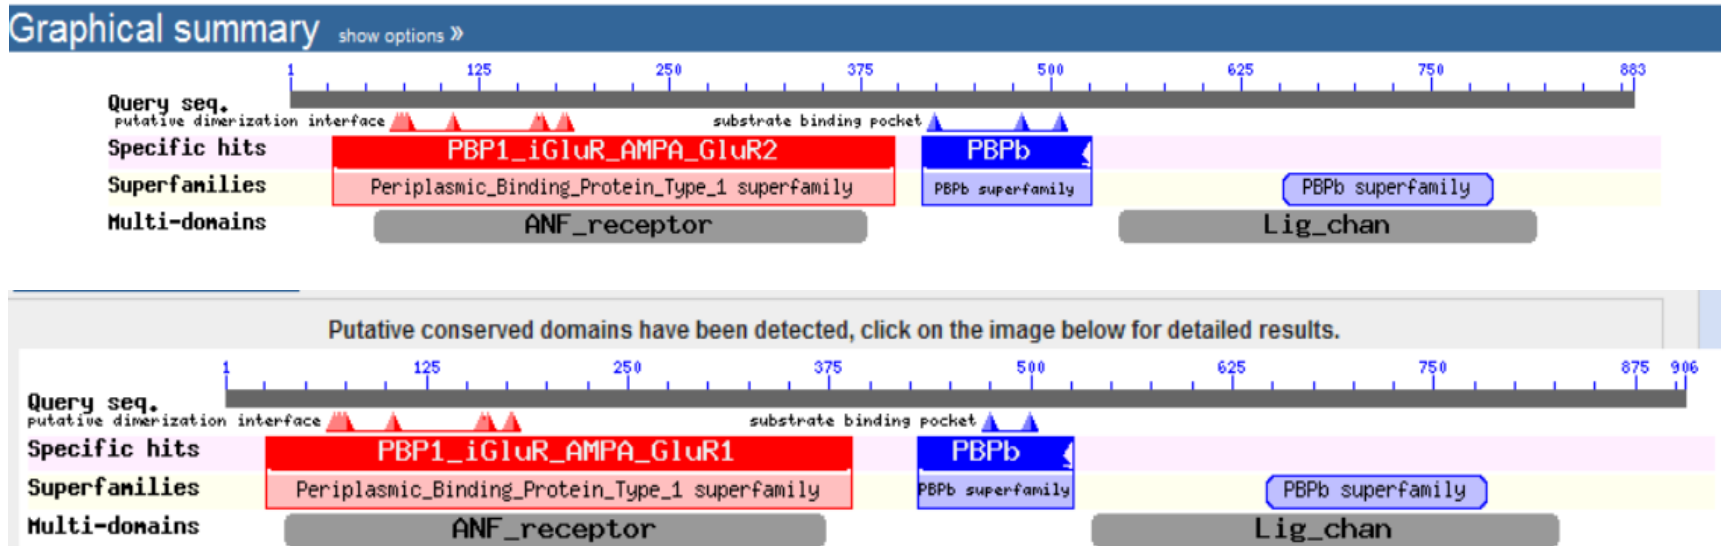 Graphical summary show options »
1 125 250 375 500 625 750 883
Query seq.
putative dimerization interface substrate binding pocket
Specific hits PBP1_iGluR_AMPA_GluR2 PBPb
Superfamilies Periplasmic_Binding_Protein_Type_1 superfamily PBPb superfamily PBPb superfamily
Multi-domains ANF_receptor Lig_chan
Putative conserved domains have been detected, click on the image below for detailed results.
1 125 250 375 500 625 750 875 906
Query seq.
putative dimerization interface substrate binding pocket
Specific hits PBP1_iGluR_AMPA_GluR1 PBPb
Superfamilies Periplasmic_Binding_Protein_Type_1 superfamily PBPb superfamily PBPb superfamily
Multi-domains ANF_receptor Lig_chan